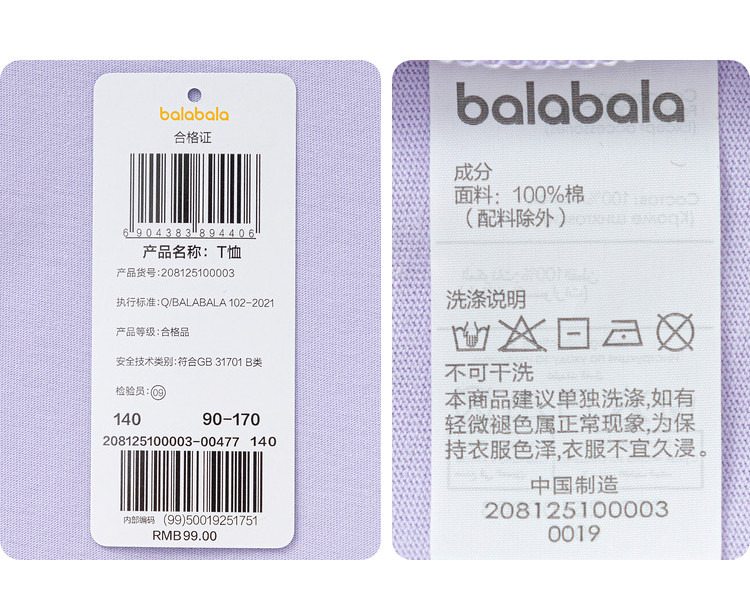 balabala
合格证
6 904383 894406
产品名称：T恤
产品货号:208125100003
执行标准:Q/BALABALA 102-2021
产品等级:合格品
安全技术类别:符合GB 31701 B类
检验员:09
140 90-170
208125100003-00477 140
内部编码 (99)50019251751
RMB99.00
balabala
成分
面料：100%棉
（配料除外）
洗涤说明
不可干洗
本商品建议单独洗涤,如有
轻微褪色属正常现象,为保
持衣服色泽,衣服不宜久浸。
中国制造
208125100003
0019